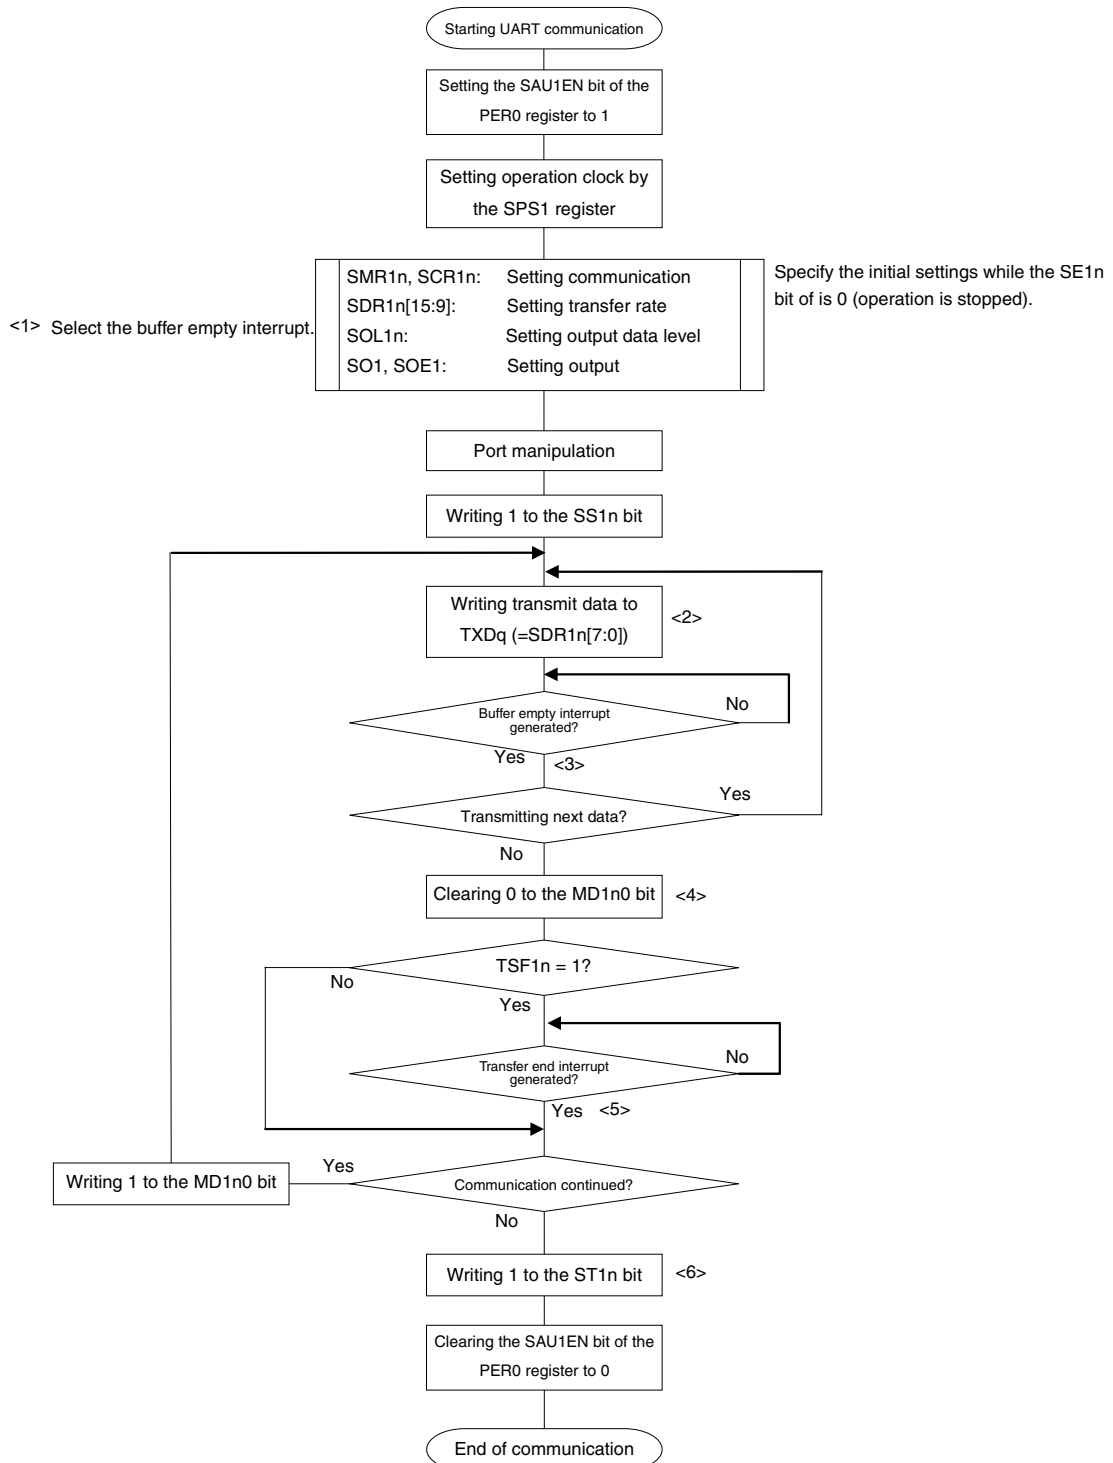 Starting UART communication
Setting the SAU1EN bit of the
PER0 register to 1
Setting operation clock by
the SPS1 register
SMR1n, SCR1n: Setting communication
SDR1n[15:9]: Setting transfer rate
SOL1n: Setting output data level
SO1, SOE1: Setting output
Specify the initial settings while the SE1n
bit of is 0 (operation is stopped).
<1> Select the buffer empty interrupt.
Port manipulation
Writing 1 to the SS1n bit
Writing transmit data to
TXDq (=SDR1n[7:0])
<2>
Buffer empty interrupt
generated?
No
Yes
<3>
Transmitting next data?
Yes
No
Clearing 0 to the MD1n0 bit
<4>
TSF1n = 1?
No
Yes
Transfer end interrupt
generated?
No
Yes
<5>
Communication continued?
Yes
Writing 1 to the MD1n0 bit
No
Writing 1 to the ST1n bit
<6>
Clearing the SAU1EN bit of the
PER0 register to 0
End of communication